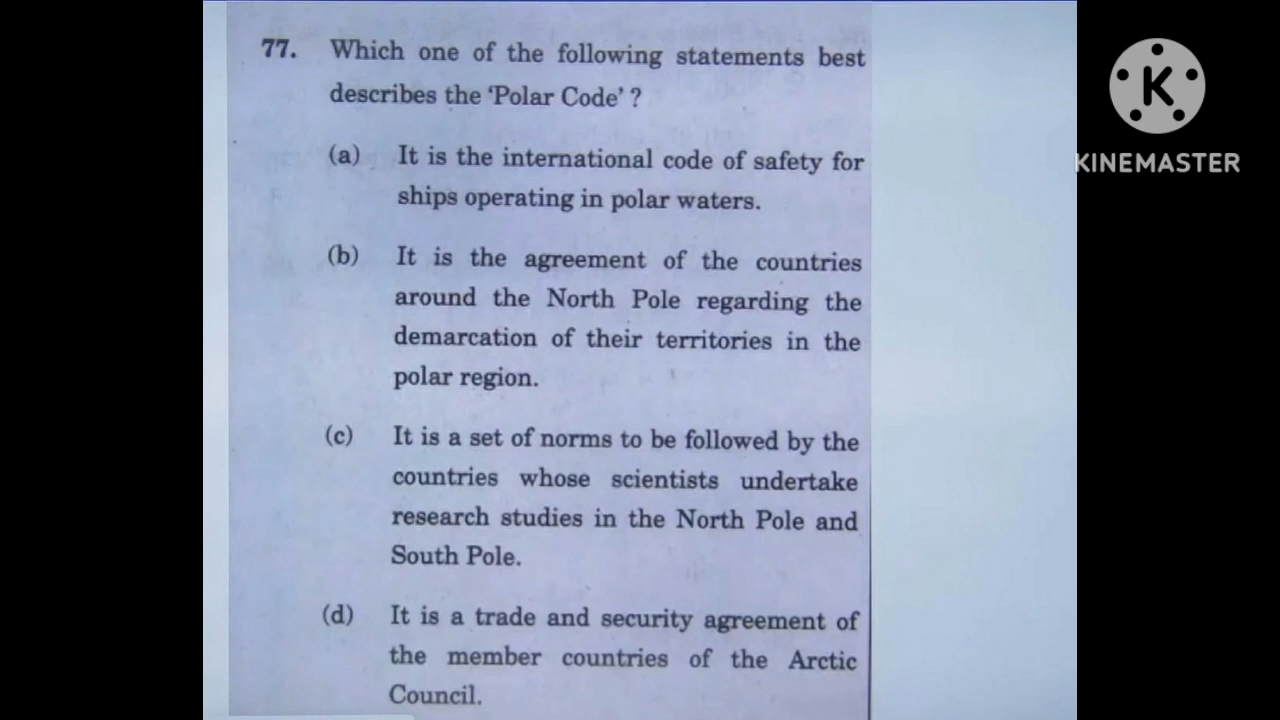 77. Which one of the following statements best
describes the 'Polar Code' ?
(a) It is the international code of safety for
ships operating in polar waters.
(b) It is the agreement of the countries
around the North Pole regarding the
demarcation of their territories in the
polar region.
(c) It is a set of norms to be followed by the
countries whose scientists undertake
research studies in the North Pole and
South Pole.
(d) It is a trade and security agreement of
the member countries of the Arctic
Council.
K
KINEMASTER